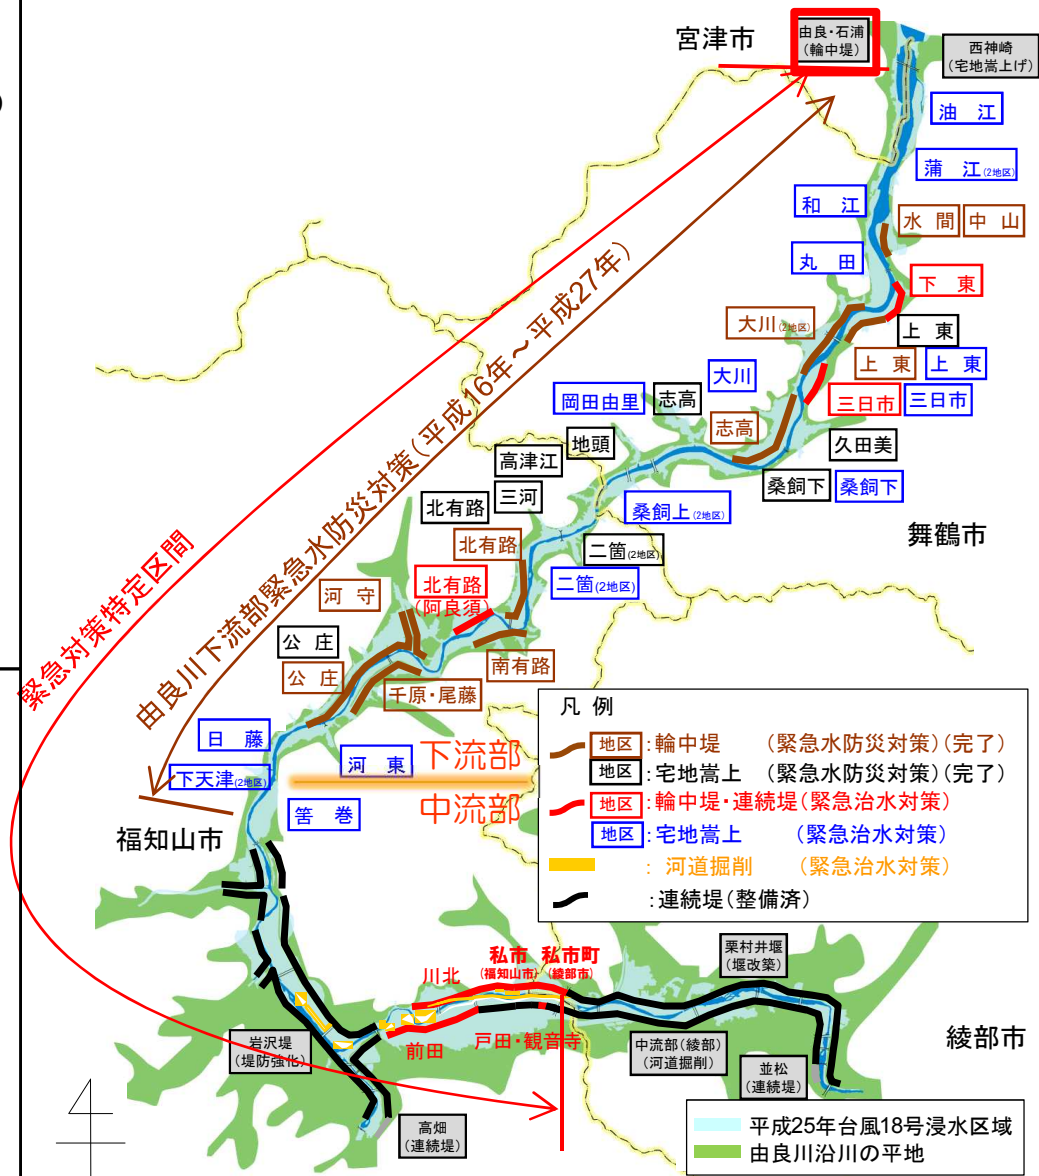 宮津市
由良・石浦
(輪中堤)
西神崎
(宅地嵩上げ)
油 江
蒲 江(2地区)
和 江
水 間
中 山
丸 田
下 東
大川(2地区)
上 東
上 東
上 東
大川
三日市
三日市
岡田由里
志高
志高
久田美
地頭
高津江
桑飼下
桑飼下
三河
北有路
桑飼上(2地区)
舞鶴市
北有路
二箇(2地区)
二箇(2地区)
北有路
(阿良須)
河 守
公 庄
公 庄
南有路
千原・尾藤
緊急対策特定区間
由良川下流部緊急水防災対策(平成16年~平成27年)
日 藤
河 東
下流部
下天津(2地区)
中流部
筈 巻
福知山市
凡 例
地区:輪中堤 (緊急水防災対策)(完了)
地区:宅地嵩上 (緊急水防災対策)(完了)
地区:輪中堤・連続堤(緊急治水対策)
地区:宅地嵩上 (緊急治水対策)
:河道掘削 (緊急治水対策)
:連続堤(整備済)
私市
(福知山市)
私市町
(綾部市)
栗村井堰
(堰改築)
川北
前田
戸田・観音寺
岩沢堤
(堤防強化)
中流部(綾部)
(河道掘削)
綾部市
並松
(連続堤)
高畑
(連続堤)
平成25年台風18号浸水区域
由良川沿川の平地